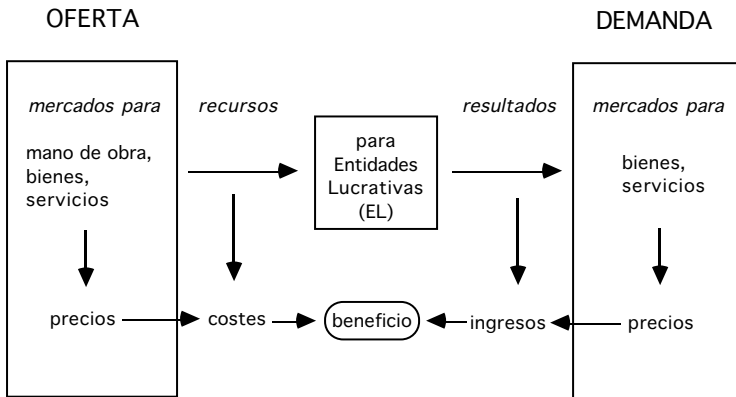 OFERTA
DEMANDA
mercados para
recursos
resultados
mercados para
mano de obra,
bienes,
servicios
para
Entidades
Lucrativas
(EL)
bienes,
servicios
precios
costes
beneficio
ingresos
precios